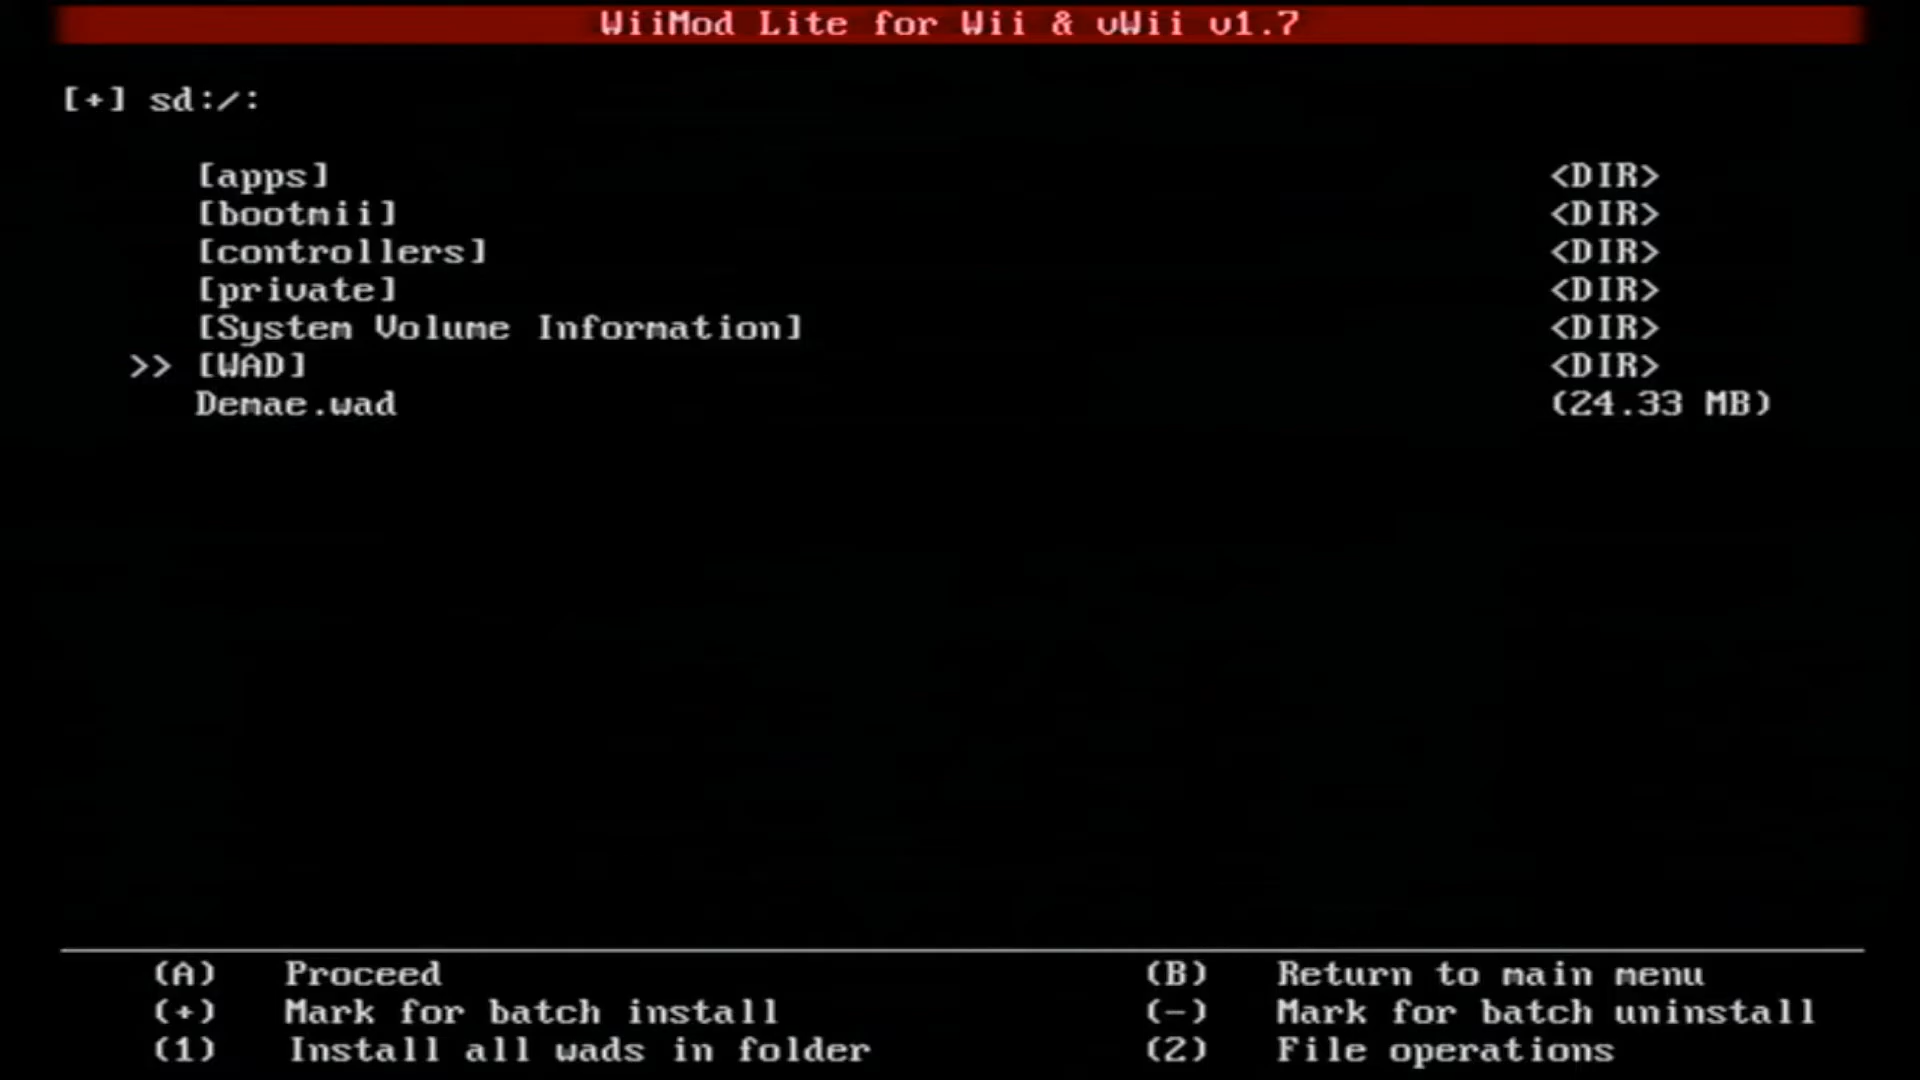 WiiMod Lite for Wii & vWii v1.7
[+] sd:/:
[apps] <DIR>
[bootmii] <DIR>
[controllers] <DIR>
[private] <DIR>
[System Volume Information] <DIR>
>> [WAD] <DIR>
Demae.wad (24.33 MB)
(A) Proceed (B) Return to main menu
(+) Mark for batch install (-) Mark for batch uninstall
(1) Install all wads in folder (2) File operations